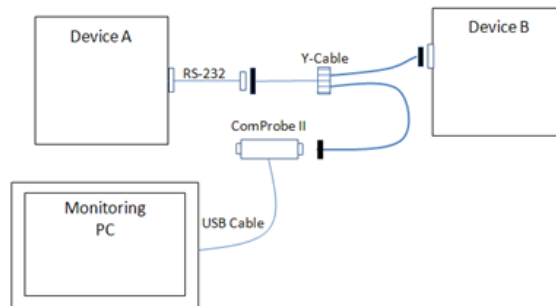 Device A
Device B
Y-Cable
RS-232
ComProbe II
Monitoring
PC
USB Cable